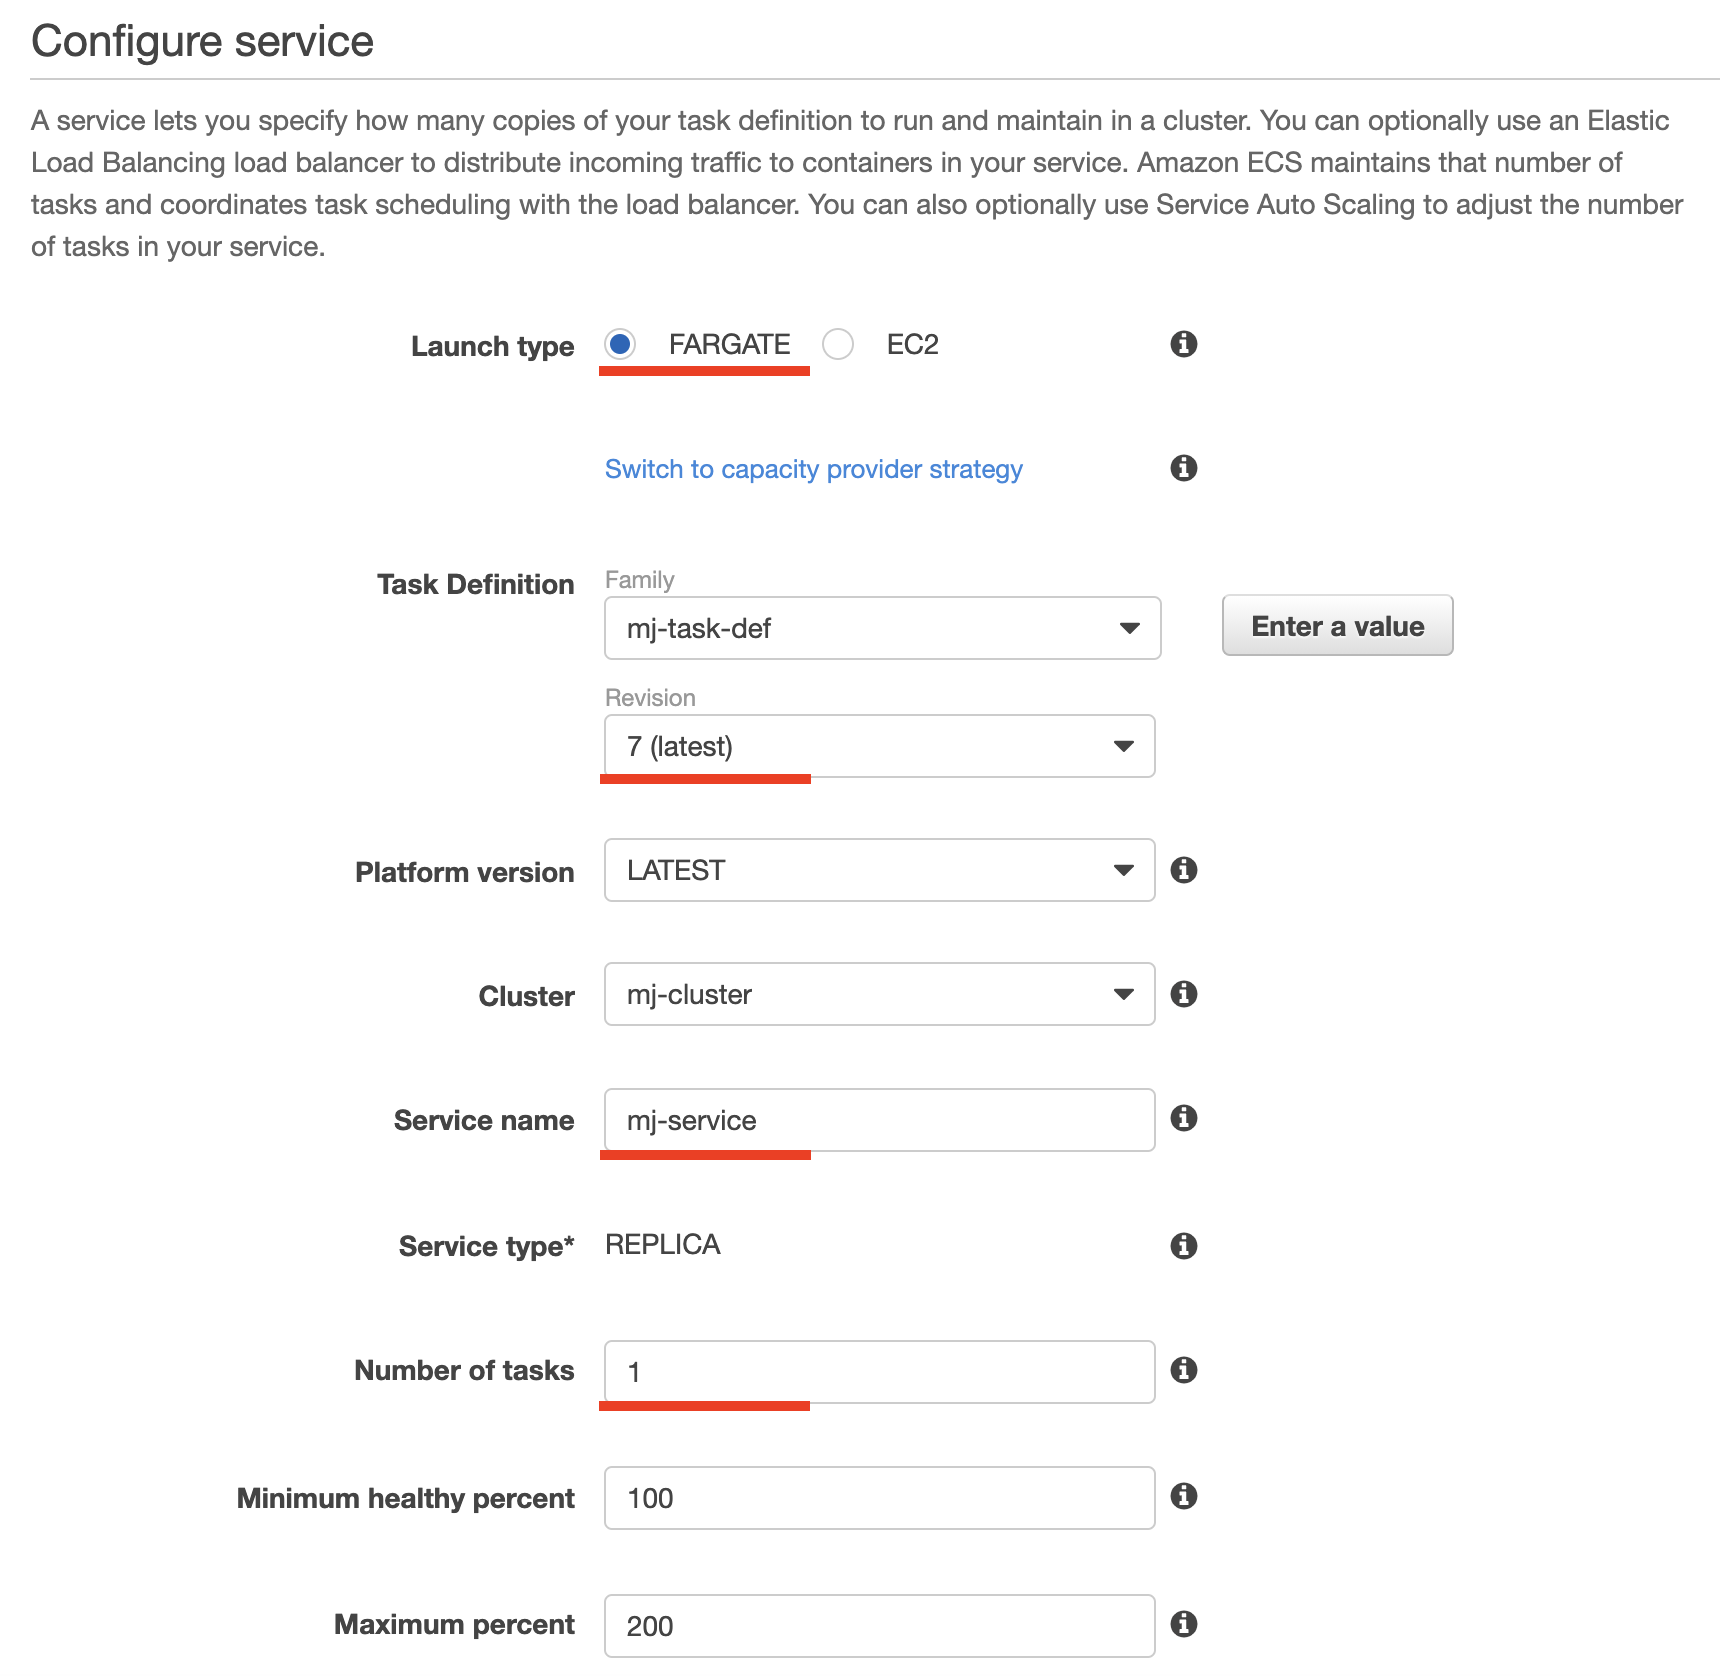 Configure service
A service lets you specify how many copies of your task definition to run and maintain in a cluster. You can optionally use an Elastic
Load Balancing load balancer to distribute incoming traffic to containers in your service. Amazon ECS maintains that number of
tasks and coordinates task scheduling with the load balancer. You can also optionally use Service Auto Scaling to adjust the number
of tasks in your service.
Launch type FARGATE EC2
Switch to capacity provider strategy
Task Definition Family
mj-task-def Enter a value
Revision
7 (latest)
Platform version LATEST
Cluster mj-cluster
Service name mj-service
Service type* REPLICA
Number of tasks 1
Minimum healthy percent 100
Maximum percent 200